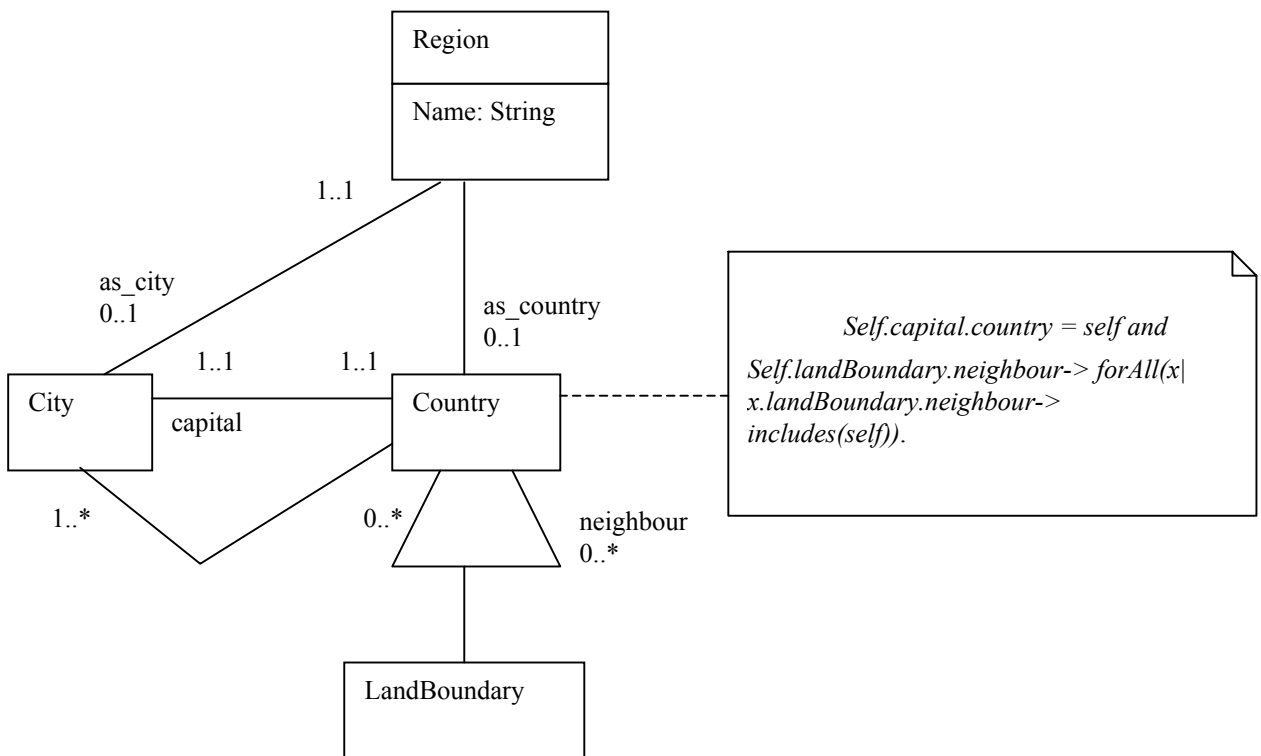 Region
Name: String
1..1
as_city
0..1
as_country
0..1
1..1
1..1
City
capital
Country
Self.capital.country = self and
Self.landBoundary.neighbour-> forAll(x|
x.landBoundary.neighbour->
includes(self)).
1..*
0..*
neighbour
0..*
LandBoundary